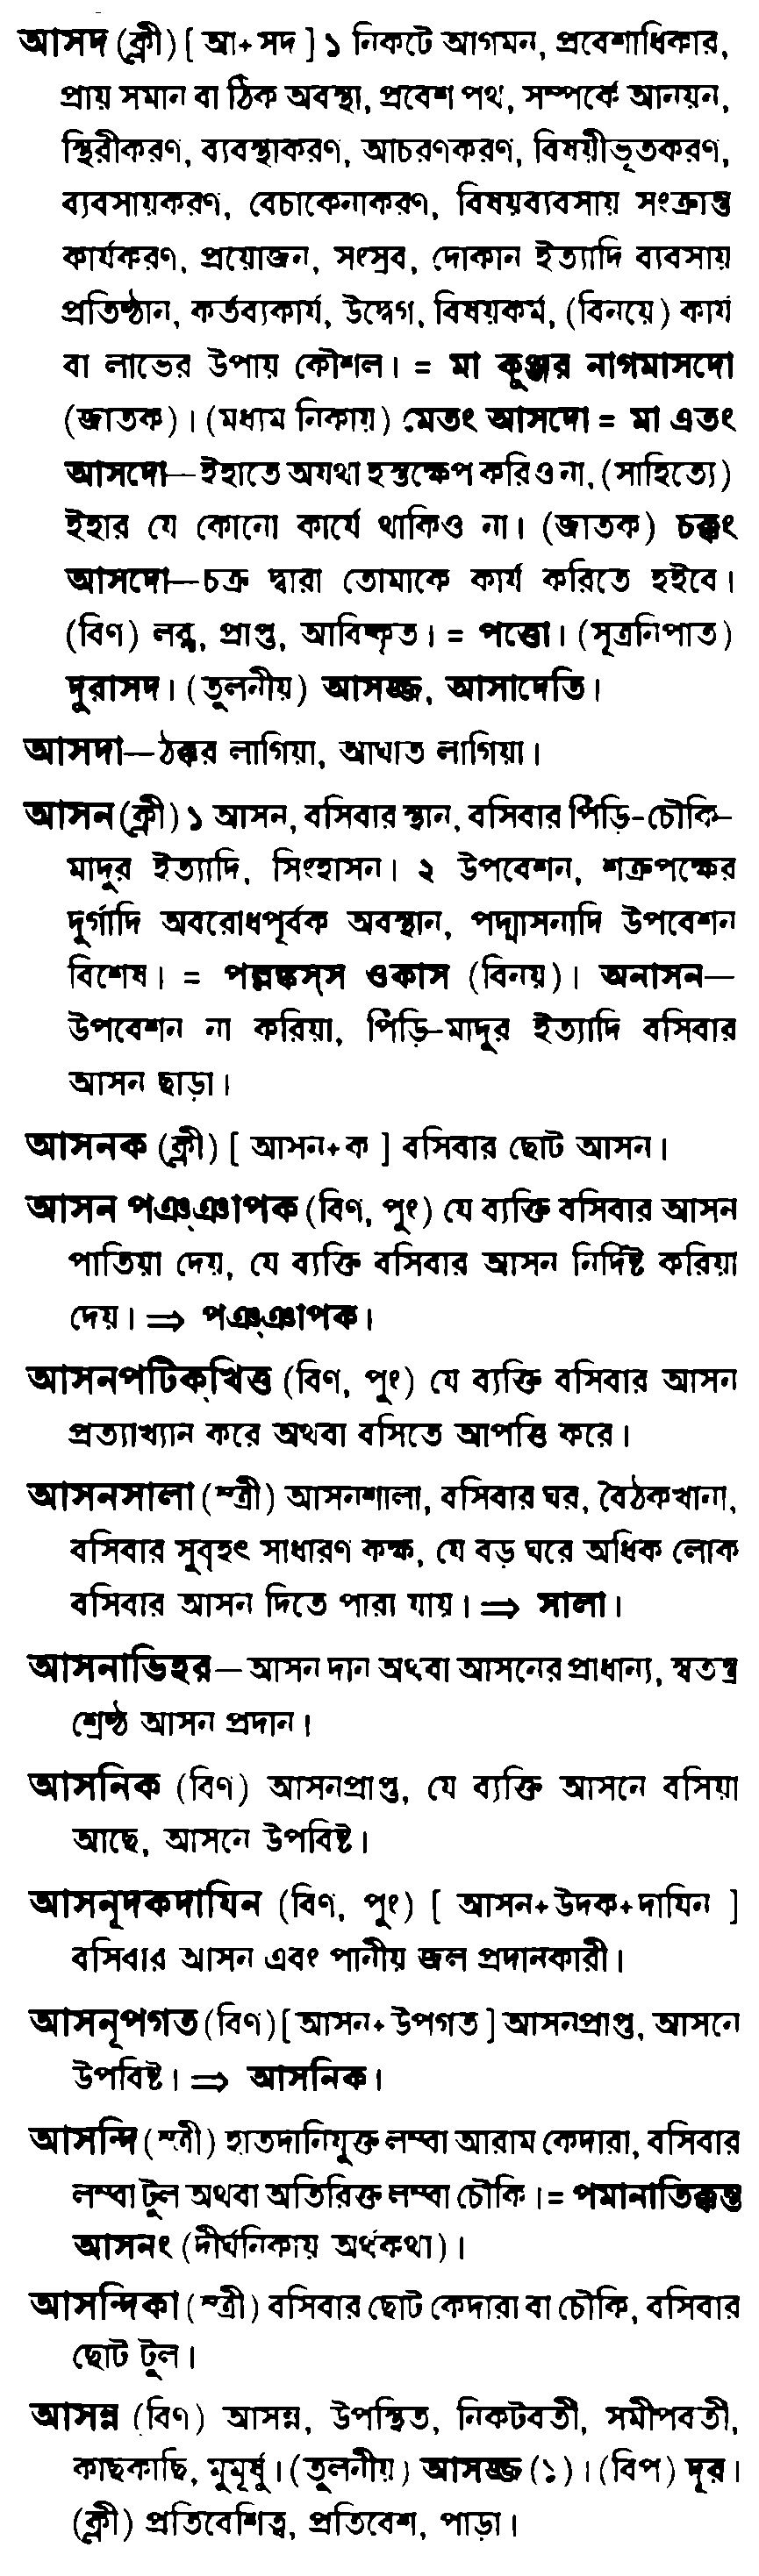 আসদ (ক্লী) [ আ+সদ ] ১ নিকটে আগমন, প্রবেশাধিকার,
প্রায় সমান বা ঠিক অবস্থা, প্রবেশ পথ, সম্পর্কে আনয়ন,
স্থিরীকরণ, ব্যবস্থাকরণ, আচরণকরণ, বিষয়ীভূতকরণ,
ব্যবসায়করণ, বেচাকেনাকরণ, বিষয়ব্যবসায় সংক্রান্ত
কার্যকরণ, প্রয়োজন, সংস্রব, দোকান ইত্যাদি ব্যবসায়
প্রতিষ্ঠান, কর্তব্যকার্য, উদ্বেগ, বিষয়কর্ম, (বিনয়ে) কার্য
বা লাভের উপায় কৌশল। = মা কুঞ্জর নাগমাসদো
(জাতক)। (মধ্যম নিকায়) মেতং আসদো = মা এতং
আসদো—ইহাতে অযথা হস্তক্ষেপ করিও না, (সাহিত্যে)
ইহার যে কোনো কার্যে থাকিও না। (জাতক) চক্কং
আসদো—চক্র দ্বারা তোমাকে কার্য করিতে হইবে।
(বিণ) লব্ধ, প্রাপ্ত, আবিষ্কৃত। = পত্তো। (সূত্রনিপাত)
দুরাসদ। (তুলনীয়) আসজ্জ, আসাদেতি।
আসদা—ঠক্কর লাগিয়া, আঘাত লাগিয়া।
আসন (ক্লী) ১ আসন, বসিবার স্থান, বসিবার পিঁড়ি-চৌকি-
মাদুর ইত্যাদি, সিংহাসন। ২ উপবেশন, শত্রুপক্ষের
দুর্গাদি অবরোধপূর্বক অবস্থান, পদ্মাসনাদি উপবেশন
বিশেষ। = পল্লঙ্কস্‌স ওকাস (বিনয়)। অনাসন—
উপবেশন না করিয়া, পিঁড়ি-মাদুর ইত্যাদি বসিবার
আসন ছাড়া।
আসনক (ক্লী) [ আসন+ক ] বসিবার ছোট আসন।
আসন পঞ্‌ঞাপক (বিণ, পুং) যে ব্যক্তি বসিবার আসন
পাতিয়া দেয়, যে ব্যক্তি বসিবার আসন নির্দিষ্ট করিয়া
দেয়। ⇒ পঞ্‌ঞাপক।
আসনপটিক্‌খিত্ত (বিণ, পুং) যে ব্যক্তি বসিবার আসন
প্রত্যাখ্যান করে অথবা বসিতে আপত্তি করে।
আসনসালা (স্ত্রী) আসনশালা, বসিবার ঘর, বৈঠকখানা,
বসিবার সুবৃহৎ সাধারণ কক্ষ, যে বড় ঘরে অধিক লোক
বসিবার আসন দিতে পারা যায়। ⇒ সালা।
আসনাভিহর—আসন দান অথবা আসনের প্রাধান্য, স্বতন্ত্র
শ্রেষ্ঠ আসন প্রদান।
আসনিক (বিণ) আসনপ্রাপ্ত, যে ব্যক্তি আসনে বসিয়া
আছে, আসনে উপবিষ্ট।
আসনূদকদাযিন (বিণ, পুং) [ আসন+উদক+দাযিন ]
বসিবার আসন এবং পানীয় জল প্রদানকারী।
আসনূপগত (বিণ) [ আসন+উপগত ] আসনপ্রাপ্ত, আসনে
উপবিষ্ট। ⇒ আসনিক।
আসন্দি (স্ত্রী) হাতদানিযুক্ত লম্বা আরাম কেদারা, বসিবার
লম্বা টুল অথবা অতিরিক্ত লম্বা চৌকি। = পমানাতিক্কন্ত
আসনং (দীর্ঘনিকায় অর্থকথা)।
আসন্দিকা (স্ত্রী) বসিবার ছোট কেদারা বা চৌকি, বসিবার
ছোট টুল।
আসন্ন (বিণ) আসন্ন, উপস্থিত, নিকটবর্তী, সমীপবর্তী,
কাছকাছি, মুমূর্ষু। (তুলনীয়) আসজ্জ (১)। (বিপ) দূর।
(ক্লী) প্রতিবেশিত্ব, প্রতিবেশ, পাড়া।